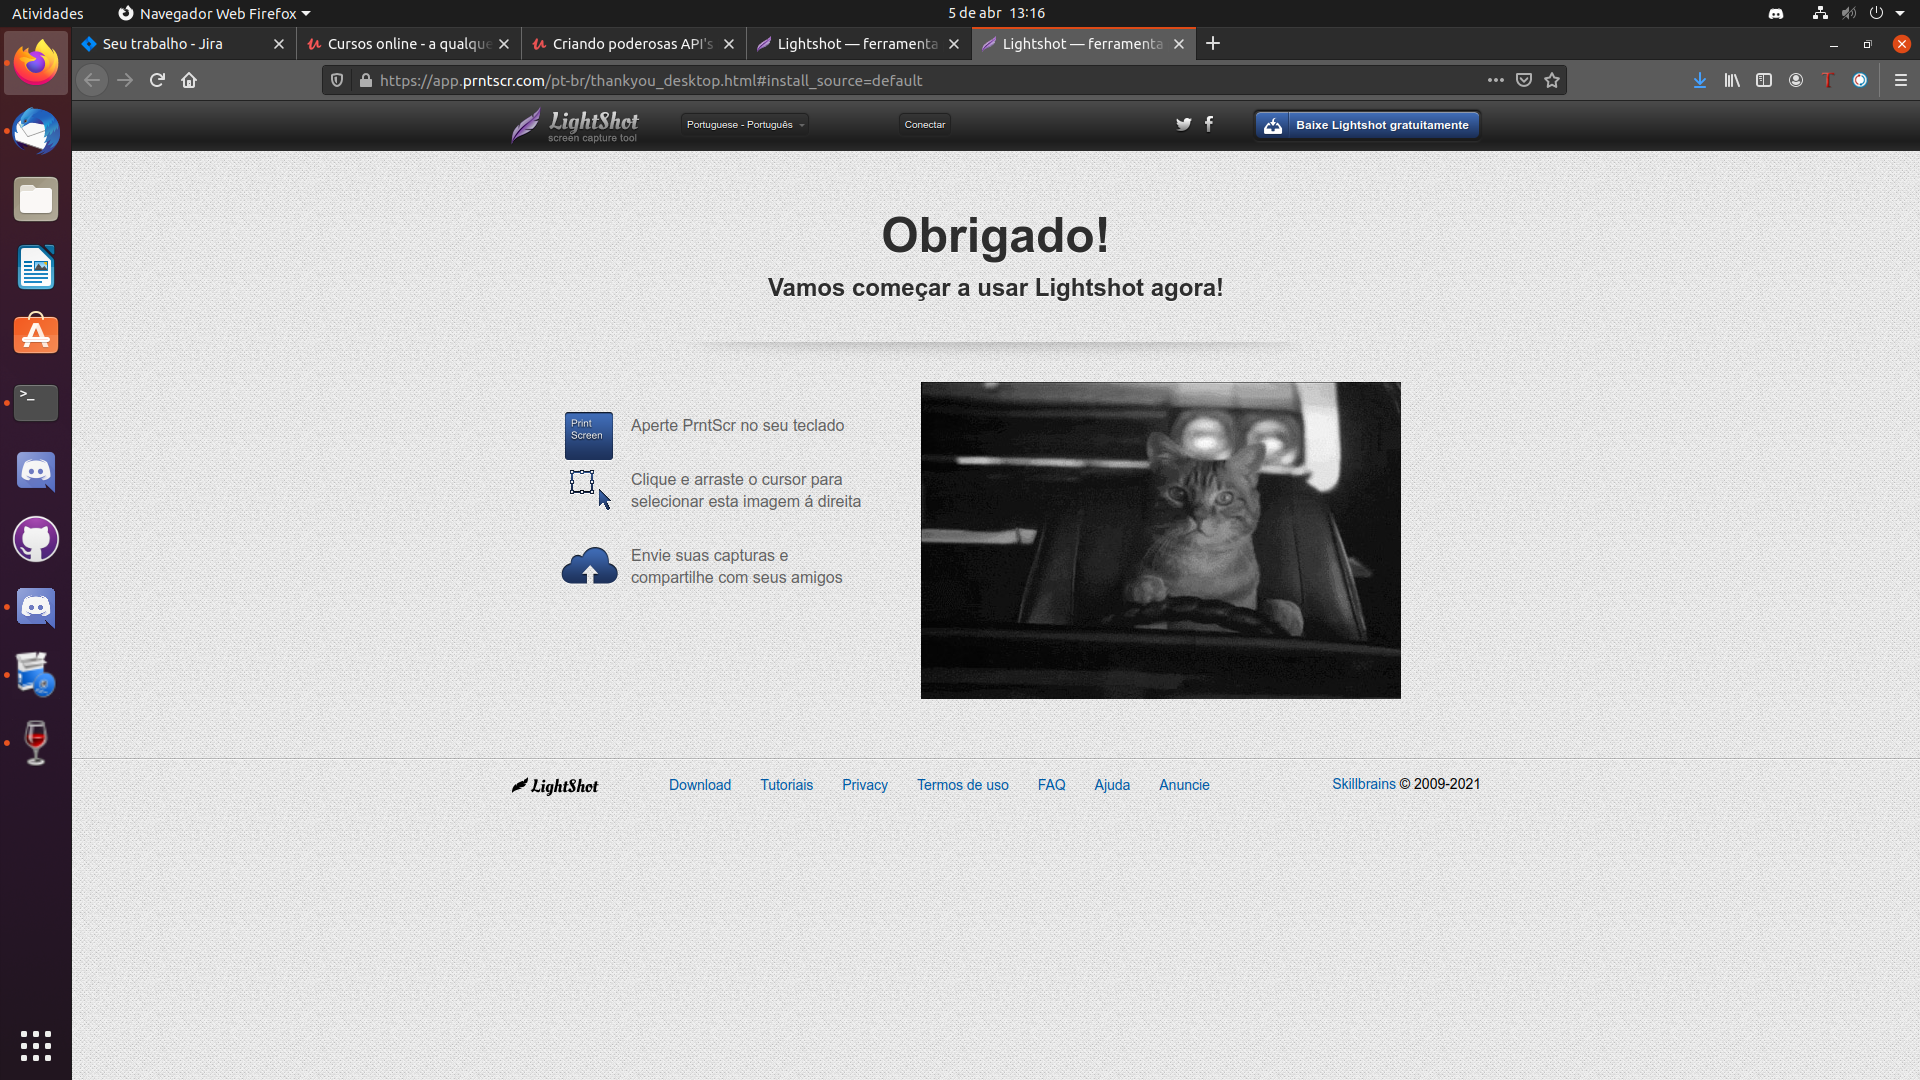 Atividades
Navegador Web Firefox
5 de abr 13:16
Seu trabalho - Jira
Cursos online - a qualque
Criando poderosas API's
Lightshot — ferramenta
Lightshot — ferramenta
https://app.prntscr.com/pt-br/thankyou_desktop.html#install_source=default
LightShot
screen capture tool
Portuguese - Português
Conectar
Baixe Lightshot gratuitamente
Obrigado!
Vamos começar a usar Lightshot agora!
Print
Screen
Aperte PrntScr no seu teclado
Clique e arraste o cursor para
selecionar esta imagem á direita
Envie suas capturas e
compartilhe com seus amigos
LightShot
Download
Tutoriais
Privacy
Termos de uso
FAQ
Ajuda
Anuncie
Skillbrains © 2009-2021